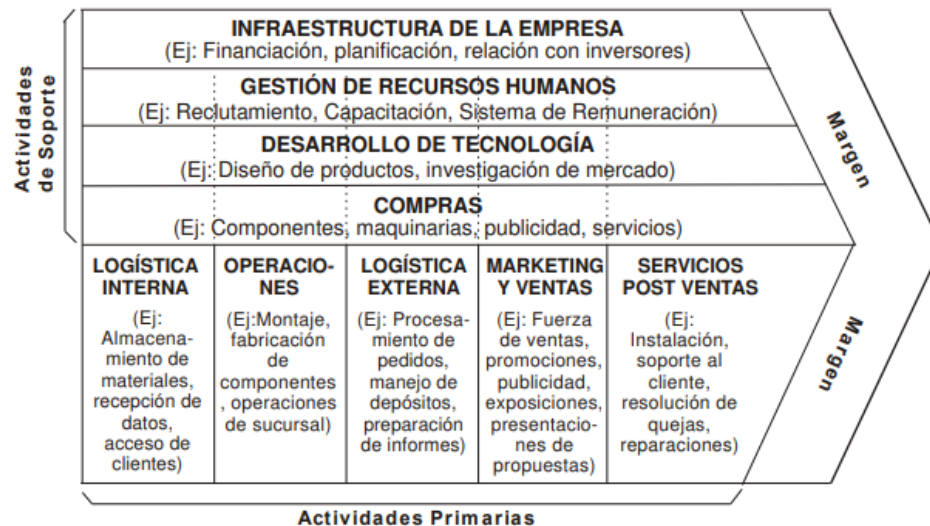 Actividades
de Soporte
INFRAESTRUCTURA DE LA EMPRESA
(Ej: Financiación, planificación, relación con inversores)
GESTIÓN DE RECURSOS HUMANOS
(Ej: Reclutamiento, Capacitación, Sistema de Remuneración)
DESARROLLO DE TECNOLOGÍA
(Ej: Diseño de productos, investigación de mercado)
COMPRAS
(Ej: Componentes, maquinarias, publicidad, servicios)
Margen
LOGÍSTICA
INTERNA
(Ej:
Almacena-
miento de
materiales,
recepción de
datos,
acceso de
clientes)
OPERACIO-
NES
(Ej:Montaje,
fabricación
de
componentes
, operaciones
de sucursal)
LOGÍSTICA
EXTERNA
(Ej: Procesa-
miento de
pedidos,
manejo de
depósitos,
preparación
de informes)
MARKETING
Y VENTAS
(Ej: Fuerza
de ventas,
promociones,
publicidad,
exposiciones,
presentacio-
nes de
propuestas)
SERVICIOS
POST VENTAS
(Ej:
Instalación,
soporte al
cliente,
resolución de
quejas,
reparaciones)
Margen
Actividades Primarias